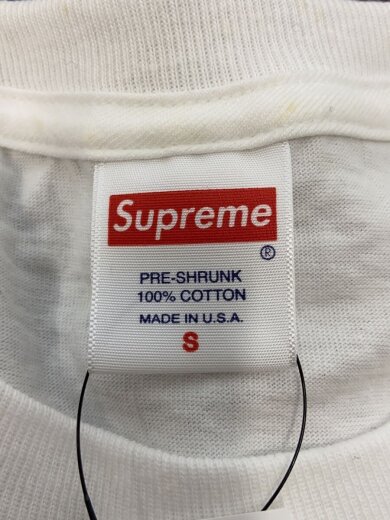 Supreme
®
PRE-SHRUNK
100% COTTON
MADE IN U.S.A.
S